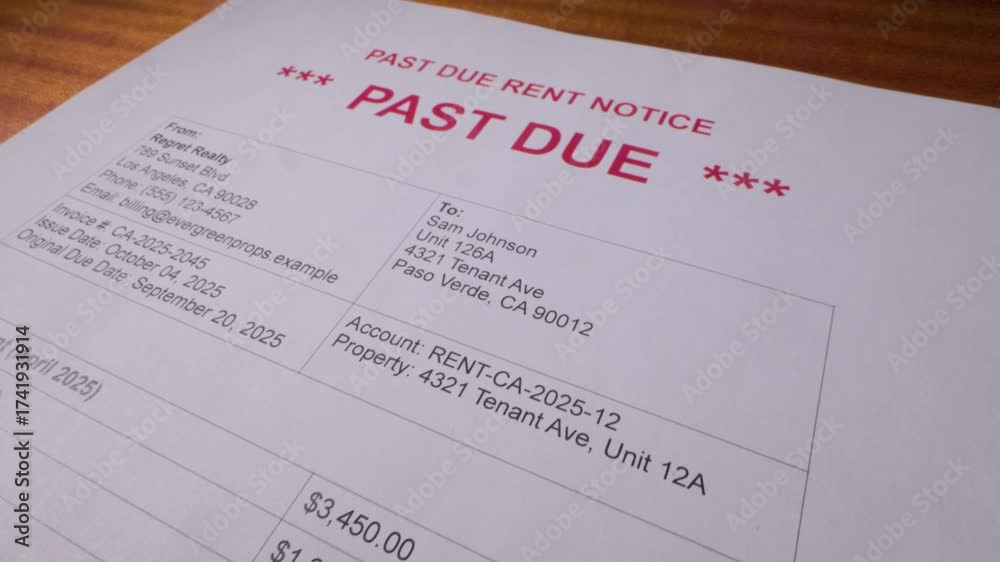 PAST DUE RENT NOTICE
*** PAST DUE ***
From:
Regret Realty
789 Sunset Blvd
Los Angeles, CA 90028
Phone: (555) 123-4567
Email: billing@evergreenprops.example
To:
Sam Johnson
Unit 126A
4321 Tenant Ave
Paso Verde, CA 90012
Invoice #: CA-2025-2045
Issue Date: October 04, 2025
Original Due Date: September 20, 2025
Account: RENT-CA-2025-12
Property: 4321 Tenant Ave, Unit 12A
April 2025)
$3,450.00
Adobe Stock | #1741931914